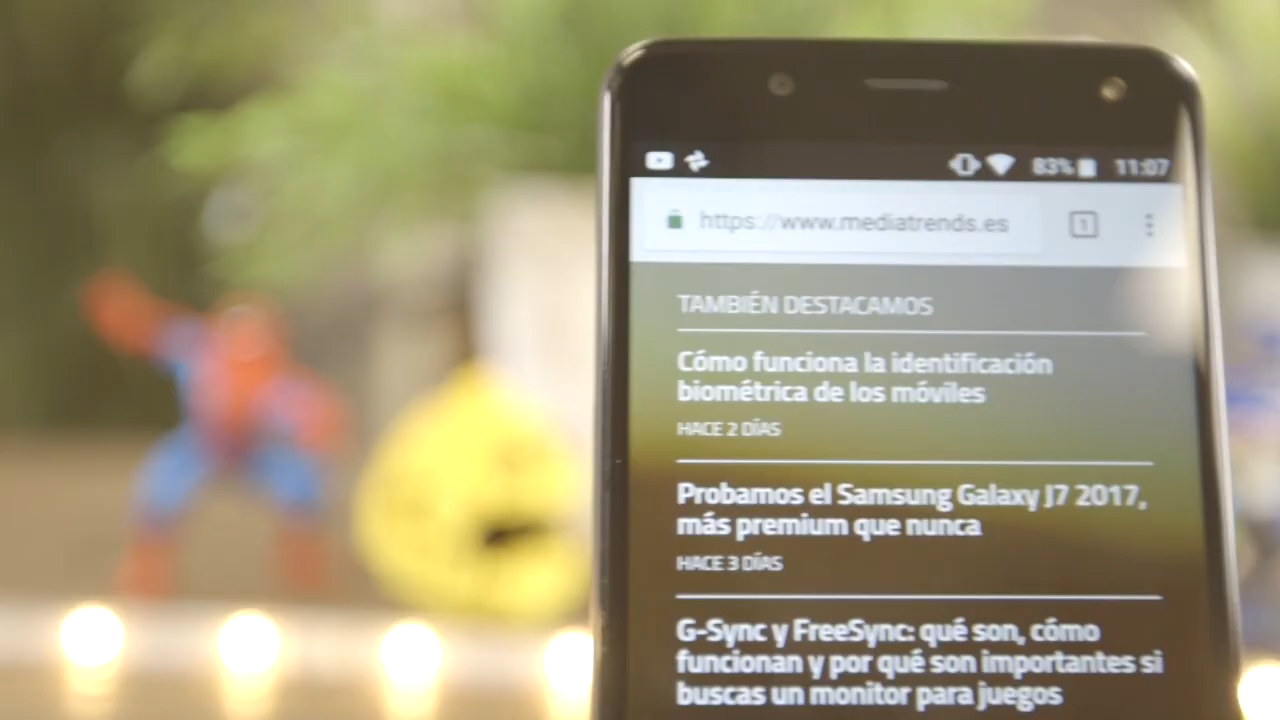 83% 11:07
https://www.mediatrends.es 1
TAMBIÉN DESTACAMOS
Cómo funciona la identificación
biométrica de los móviles
HACE 2 DÍAS
Probamos el Samsung Galaxy J7 2017,
más premium que nunca
HACE 3 DÍAS
G-Sync y FreeSync: qué son, cómo
funcionan y por qué son importantes si
buscas un monitor para juegos